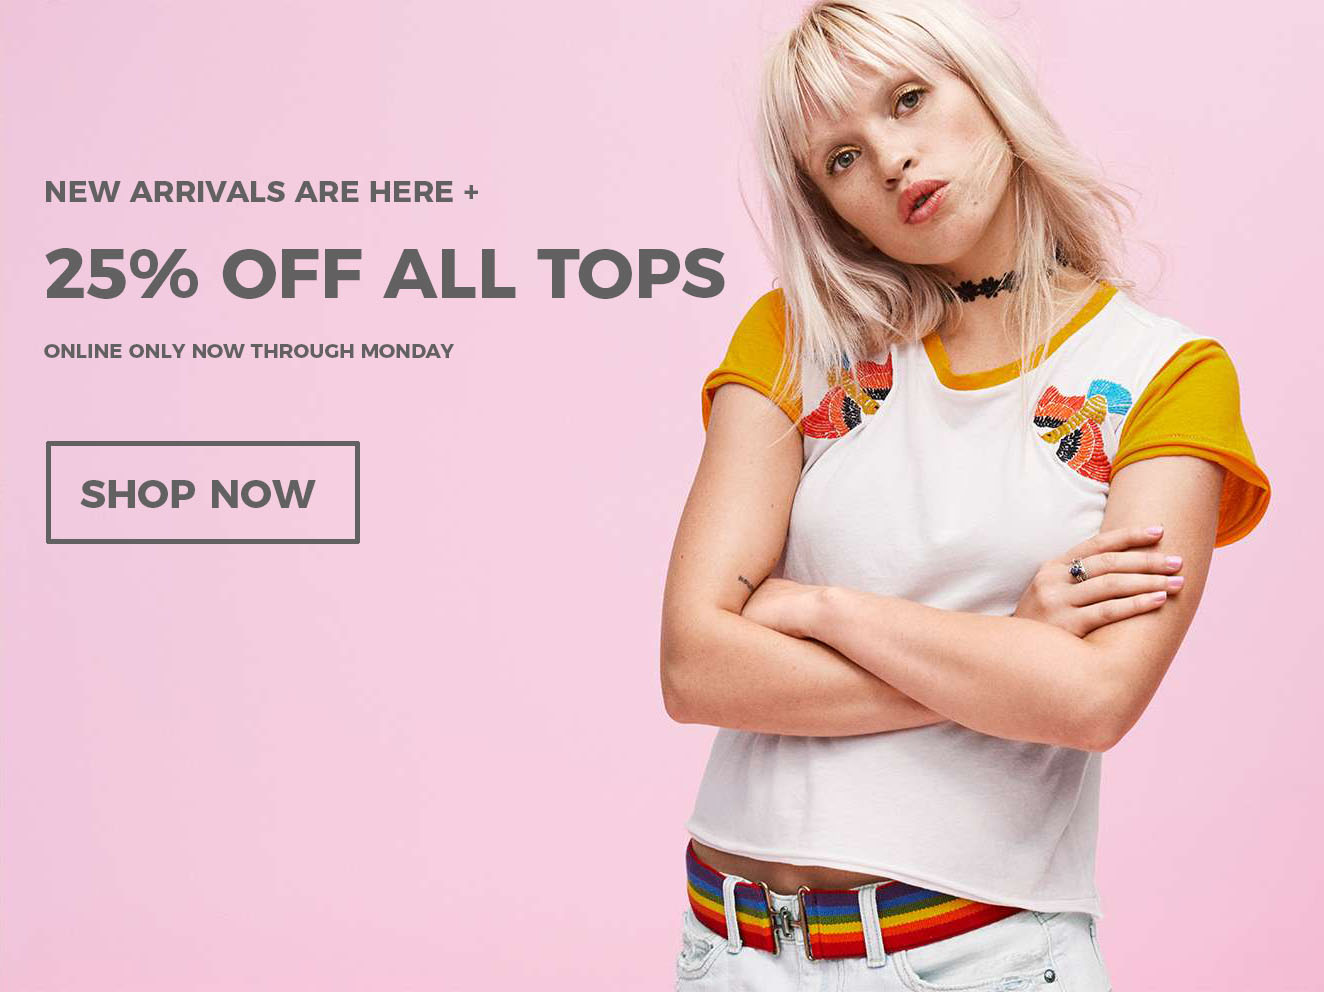 NEW ARRIVALS ARE HERE +
25% OFF ALL TOPS
ONLINE ONLY NOW THROUGH MONDAY
SHOP NOW